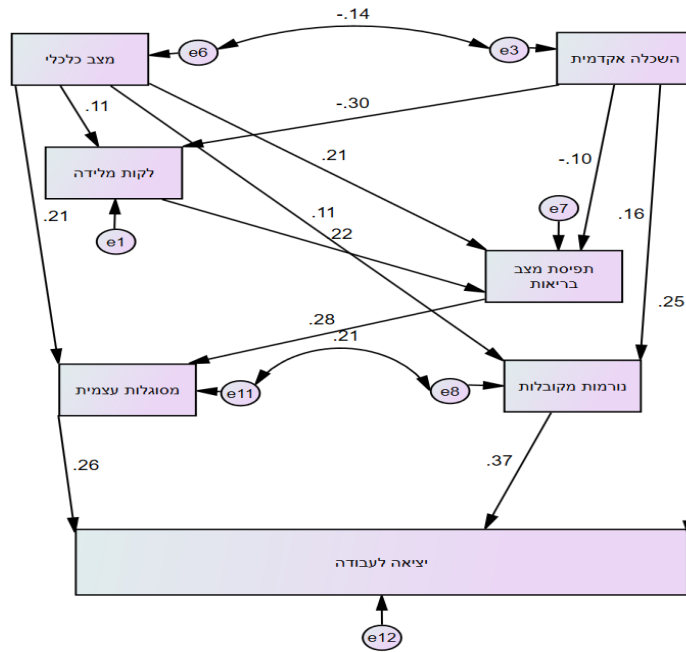 -.14
מצב כלכלי
e6
e3
השכלה אקדמית
.11
-.30
לקות מלידה
.21
-.10
.11
e7
.16
.21
e1
.22
תפיסת מצב
בריאות
.25
.28
.21
מסוגלות עצמית
e11
e8
נורמות מקובלות
.26
.37
יציאה לעבודה
e12